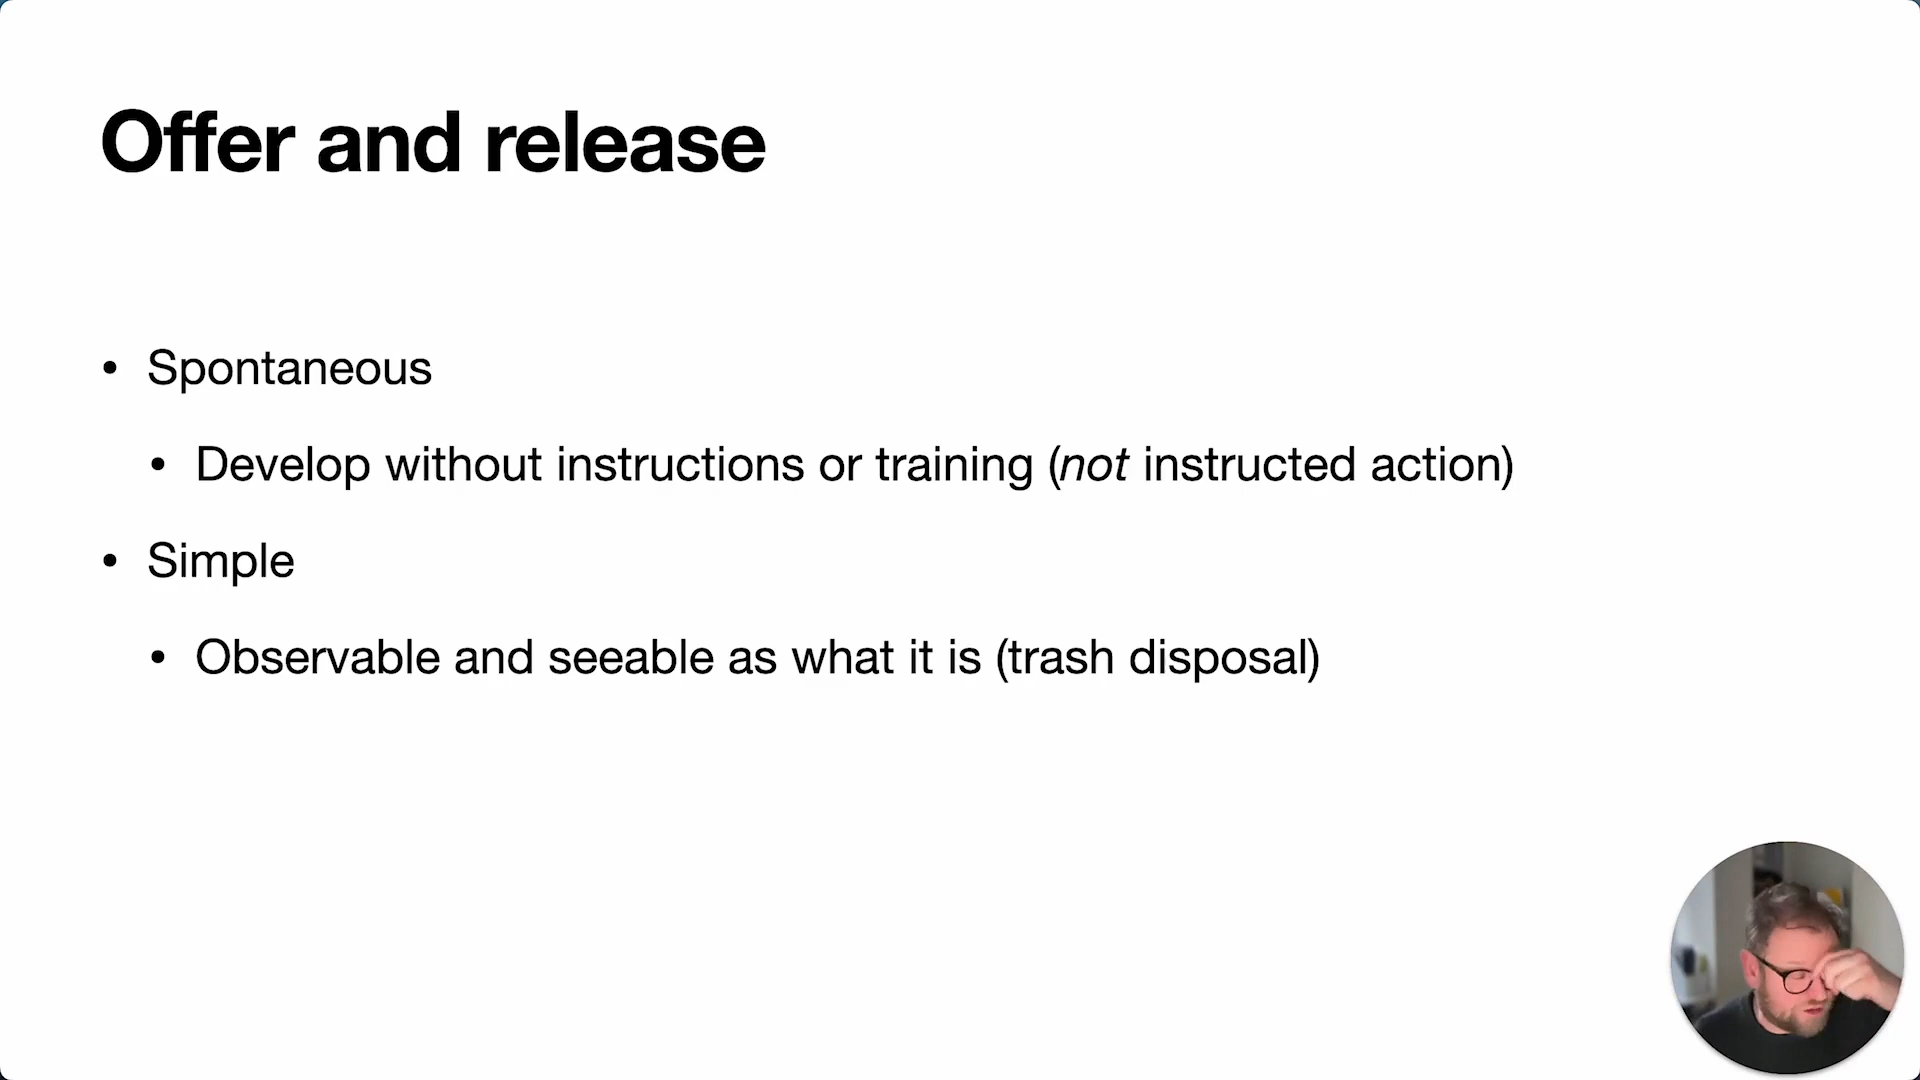 Offer and release
• Spontaneous
• Develop without instructions or training (not instructed action)
• Simple
• Observable and seeable as what it is (trash disposal)